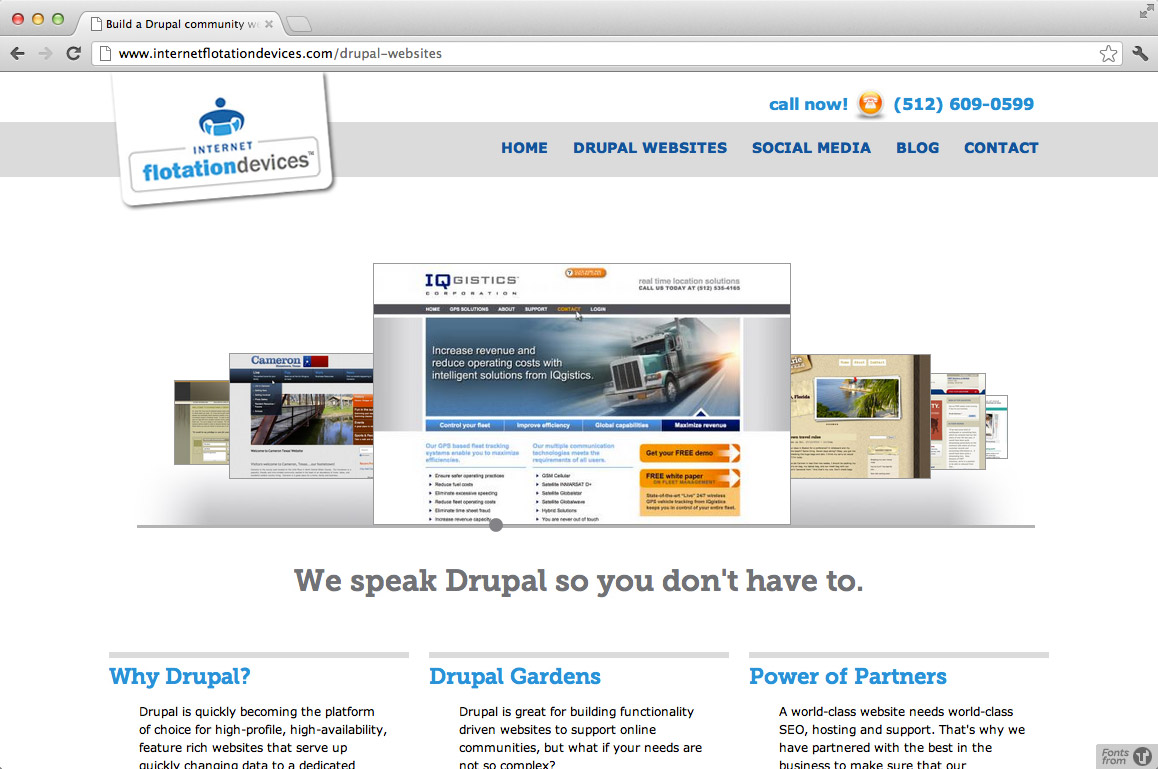 Build a Drupal community w
www.internetflotationdevices.com/drupal-websites
call now! (512) 609-0599
INTERNET
flotationdevices™
HOME DRUPAL WEBSITES SOCIAL MEDIA BLOG CONTACT
IQGISTICS
CORPORATION
real time location solutions
CALL US TODAY AT (512) 535-4165
HOME GPS SOLUTIONS ABOUT SUPPORT CONTACT LOGIN
Increase revenue and
reduce operating costs with
intelligent solutions from IQgistics.
Control your fleet Improve efficiency Global capabilities Maximize revenue
Our GPS based fleet tracking
systems enable you to maximize
efficiencies.
Ensure safer operating practices
Reduce fuel costs
Eliminate excessive speeding
Reduce fleet operating costs
Eliminate time sheet fraud
Increase revenue capacity
Our multiple communication
technologies meets the
requirements of all users.
GSM Cellular
Satellite INMARSAT D+
Satellite Globalstar
Satellite Globalwave
Hybrid Solutions
You are never out of touch
Get your FREE demo
FREE white paper
ON FLEET MANAGEMENT
State-of-the-art "Live" 24/7 wireless
GPS vehicle tracking from IQgistics
keeps you in control of your entire fleet.
Cameron
Welcome to Cameron Texas Website
We speak Drupal so you don't have to.
Why Drupal?
Drupal is quickly becoming the platform
of choice for high-profile, high-availability,
feature rich websites that serve up
quickly changing data to a dedicated
Drupal Gardens
Drupal is great for building functionality
driven websites to support online
communities, but what if your needs are
not so complex?
Power of Partners
A world-class website needs world-class
SEO, hosting and support. That's why we
have partnered with the best in the
business to make sure that our
Fonts
from